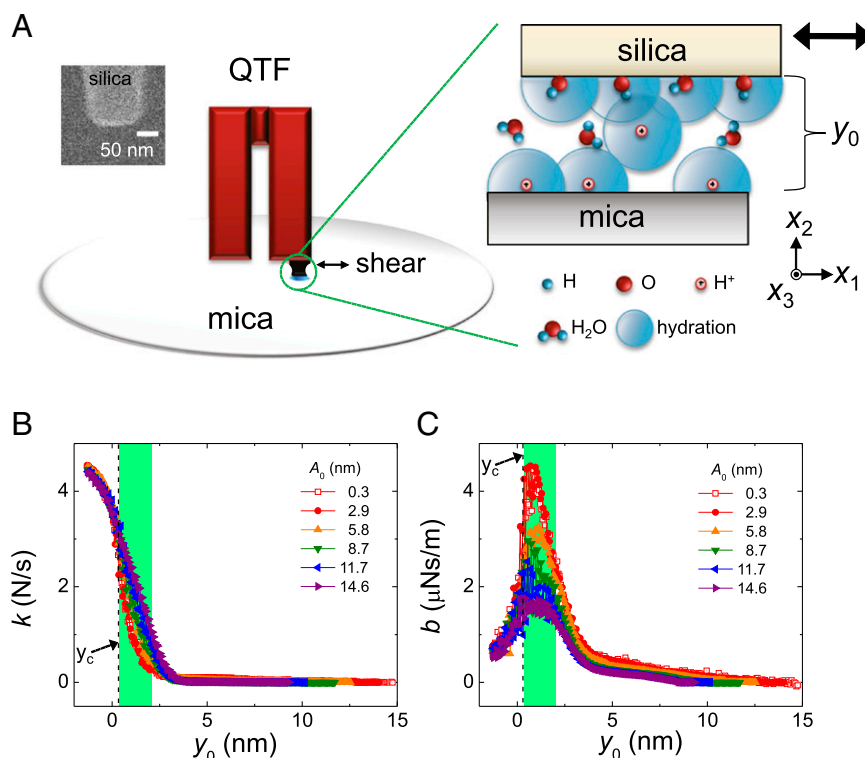 A
silica
50 nm
QTF
shear
mica
silica
y₀
mica
x₂
x₁
x₃
H
O
H⁺
H₂O
hydration
+
+
+
+
+
B
k (N/s)
4
2
0
0
5
10
15
y₀ (nm)
y_c
A₀ (nm)
0.3
2.9
5.8
8.7
11.7
14.6
C
b (μNs/m)
4
2
0
0
5
10
15
y₀ (nm)
y_c
A₀ (nm)
0.3
2.9
5.8
8.7
11.7
14.6